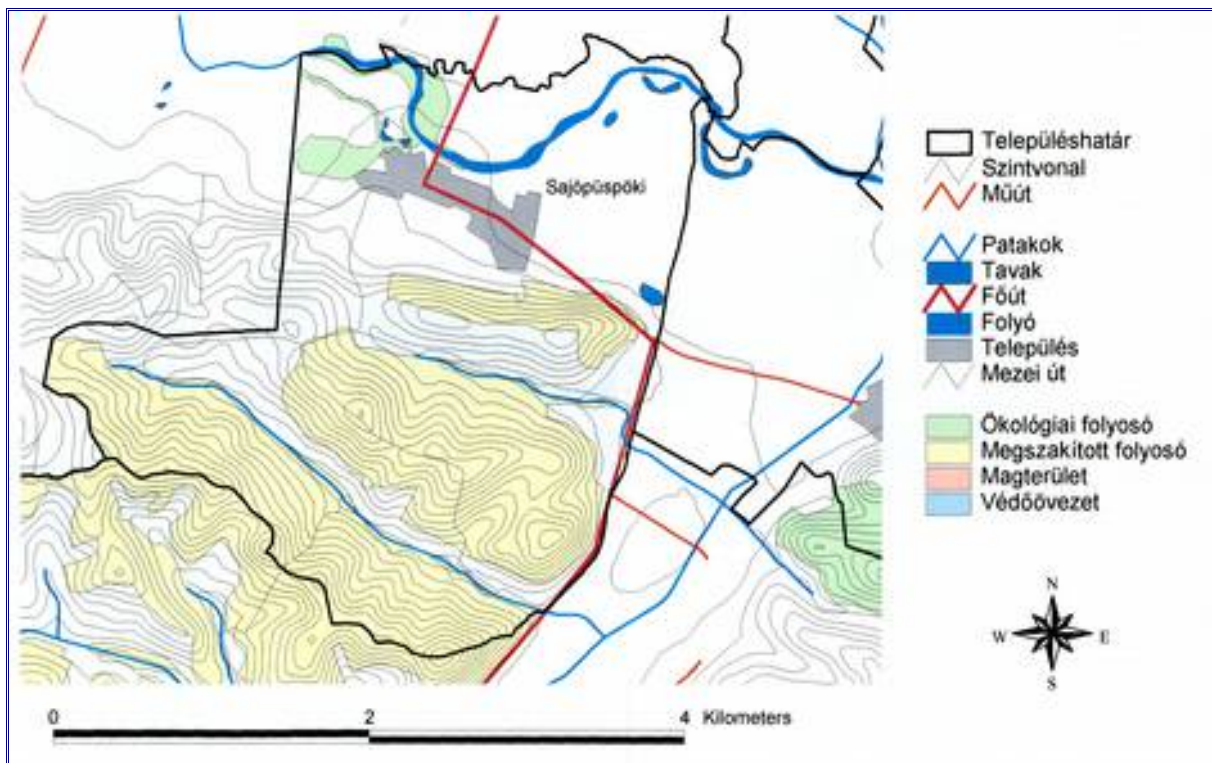 Sajópüspöki
Településhatár
Szintvonal
Műút
Patakok
Tavak
Főút
Folyó
Település
Mezei út
Ökológiai folyosó
Megszakított folyosó
Magterület
Védőövezet
N
W E
S
0 2 4 Kilometers